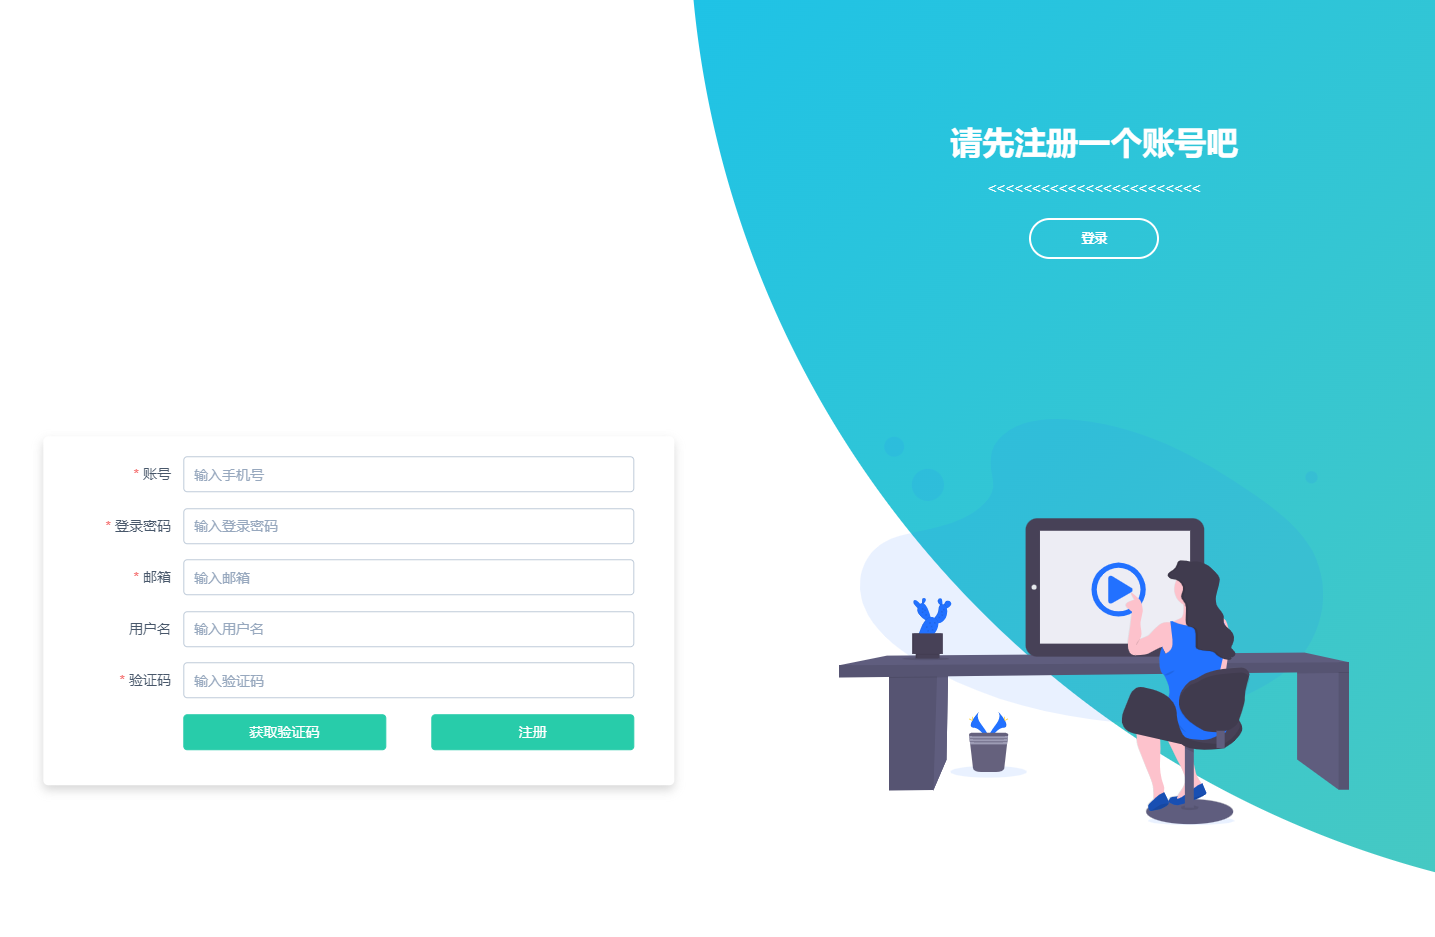 请先注册一个账号吧
<<<<<<<<<<<<<<<<<<<<<<<<
登录
* 账号 输入手机号
* 登录密码 输入登录密码
* 邮箱 输入邮箱
用户名 输入用户名
* 验证码 输入验证码
获取验证码 注册